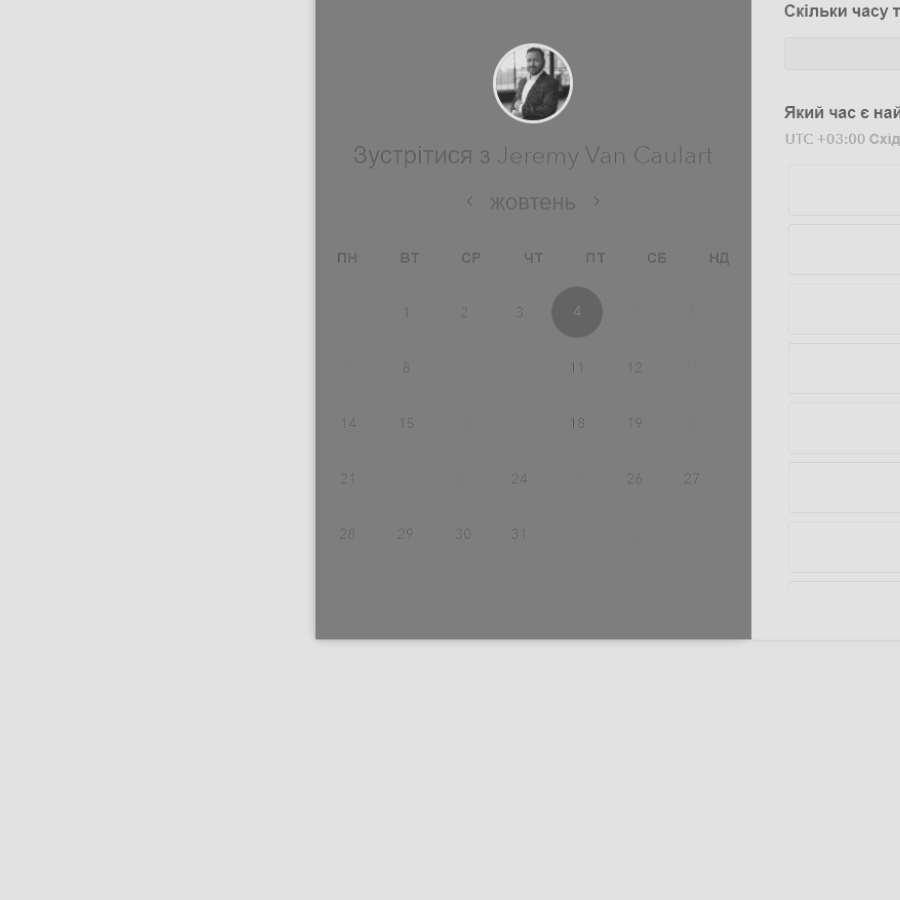 Скільки часу т
Який час є най
UTC +03:00 Схід
Зустрітися з Jeremy Van Caulart
жовтень
ПН ВТ СР ЧТ ПТ СБ НД
1 2 3 4
8 11 12
14 15 18 19
21 24 26 27
28 29 30 31